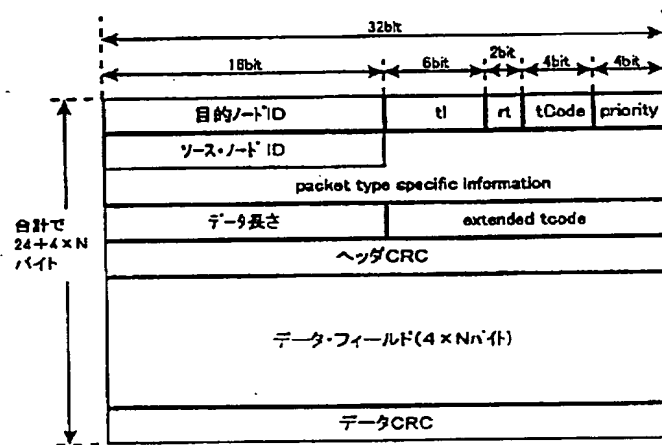 32bit
16bit 6bit 2bit 4bit 4bit
目的ノードID tl rt tCode priority
ソース・ノードID
packet type specific information
データ長さ extended tcode
ヘッダCRC
データ・フィールド(4×Nバイト)
データCRC
合計で
24+4×N
バイト